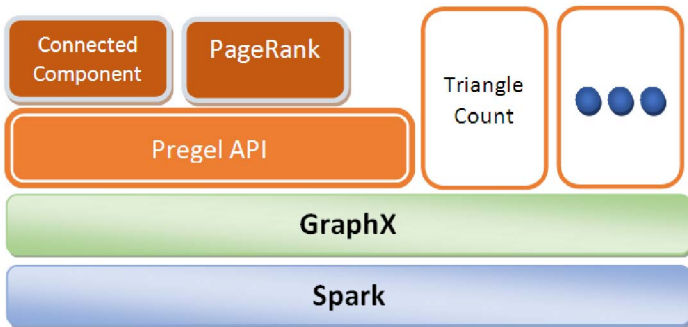 Connected
Component
PageRank
Triangle
Count
Pregel API
GraphX
Spark